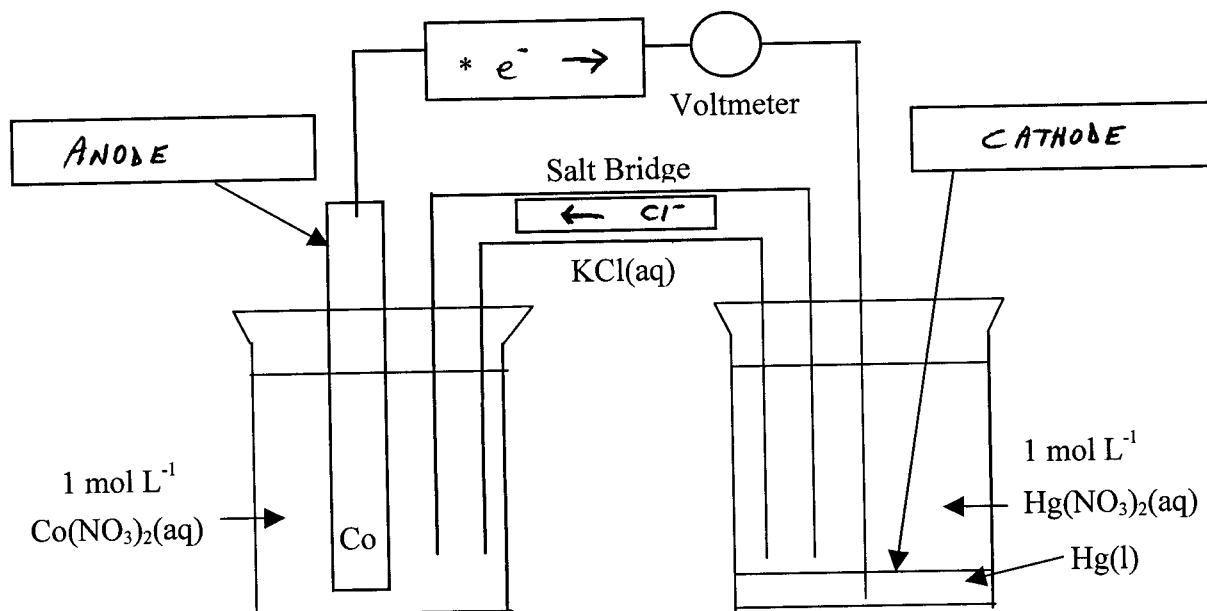 * e⁻ →
Voltmeter
ANODE
CATHODE
Salt Bridge
← Cl⁻
KCl(aq)
1 mol L⁻¹
Co(NO₃)₂(aq)
Co
1 mol L⁻¹
Hg(NO₃)₂(aq)
Hg(l)